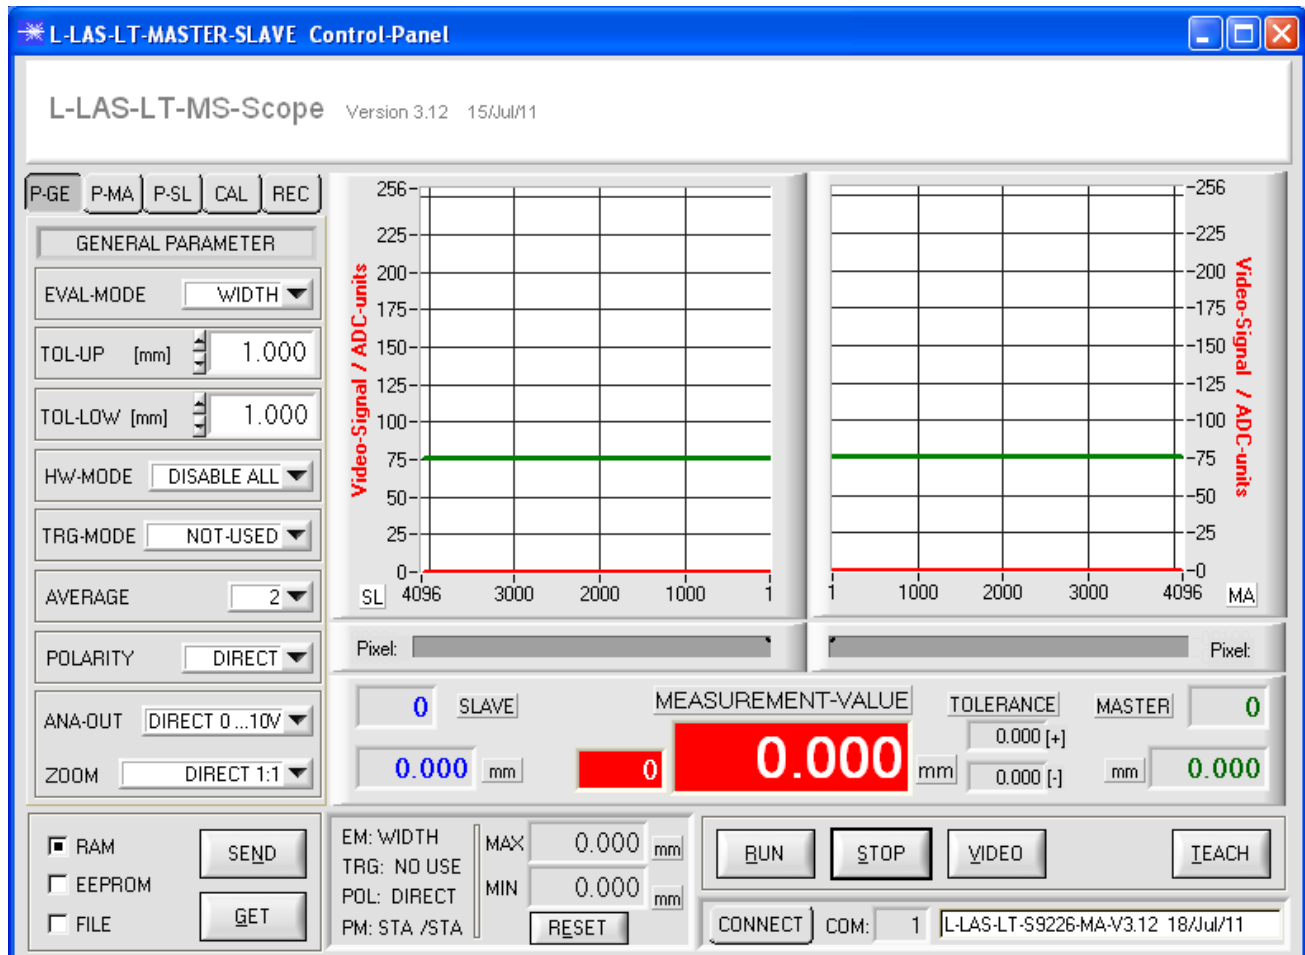 L-LAS-LT-MASTER-SLAVE Control-Panel
L-LAS-LT-MS-Scope Version 3.12 15/Jul/11
P-GE P-MA P-SL CAL REC
GENERAL PARAMETER
EVAL-MODE WIDTH
TOL-UP [mm] 1.000
TOL-LOW [mm] 1.000
HW-MODE DISABLE ALL
TRG-MODE NOT-USED
AVERAGE 2
POLARITY DIRECT
ANA-OUT DIRECT 0...10V
ZOOM DIRECT 1:1
Video-Signal / ADC-units
256
225
200
175
150
125
100
75
50
25
0
SL 4096 3000 2000 1000 1
256
225
200
175
150
125
100
75
50
25
0
Video-Signal / ADC-units
1 1000 2000 3000 4096 MA
Pixel:
Pixel:
0 SLAVE MEASUREMENT-VALUE TOLERANCE MASTER 0
0.000 [+]
0.000 mm 0 0.000 mm 0.000 [-] mm 0.000
RAM
EEPROM
FILE
SEND
GET
EM: WIDTH
TRG: NO USE
POL: DIRECT
PM: STA /STA
MAX 0.000 mm
MIN 0.000 mm
RESET
RUN STOP VIDEO TEACH
CONNECT COM: 1 L-LAS-LT-S9226-MA-V3.12 18/Jul/11